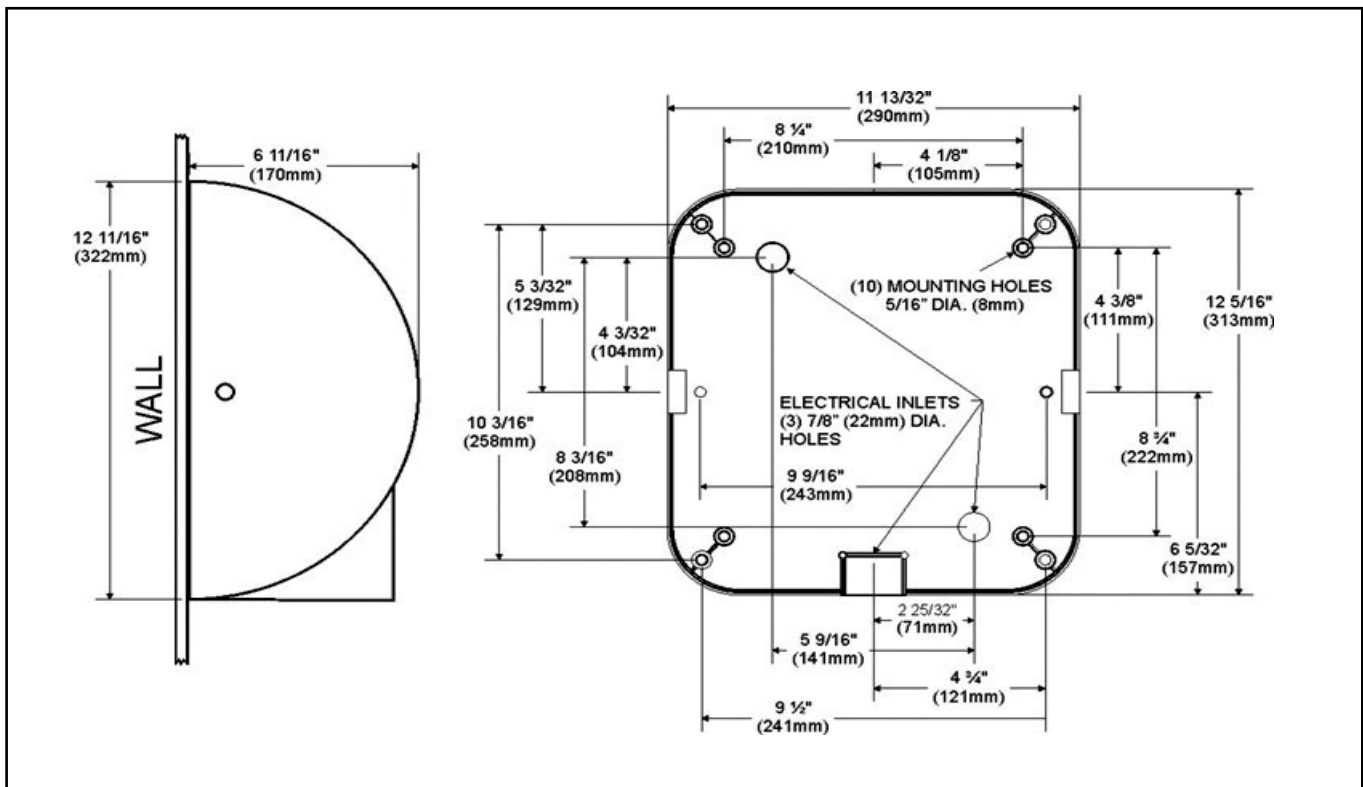 11 13/32"
(290mm)
8 ¼"
(210mm)
4 1/8"
(105mm)
6 11/16"
(170mm)
12 11/16"
(322mm)
WALL
5 3/32"
(129mm)
4 3/32"
(104mm)
(10) MOUNTING HOLES
5/16" DIA. (8mm)
4 3/8"
(111mm)
12 5/16"
(313mm)
10 3/16"
(258mm)
8 3/16"
(208mm)
ELECTRICAL INLETS
(3) 7/8" (22mm) DIA.
HOLES
9 9/16"
(243mm)
8 ¾"
(222mm)
6 5/32"
(157mm)
2 25/32"
(71mm)
5 9/16"
(141mm)
4 ¾"
(121mm)
9 ½"
(241mm)